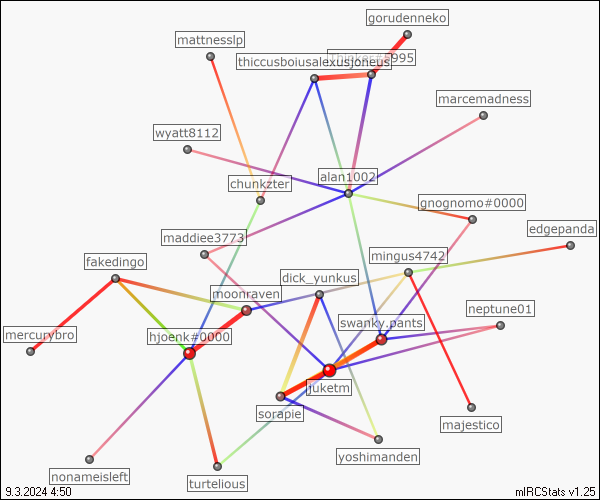 gorudenneko
mattnesslp
thiccusboiusalexusjoneus
marcemadness
wyatt8112
alan1002
chunkzter
gnognomo#0000
edgepanda
maddiee3773
mingus4742
fakedingo
dick_yunkus
moonraven
neptune01
swanky.pants
mercurybro
hjoenk#0000
juketm
sorapie
majestico
yoshimanden
nonameisleft
turtelious
9.3.2024 4:50
mIRCStats v1.25